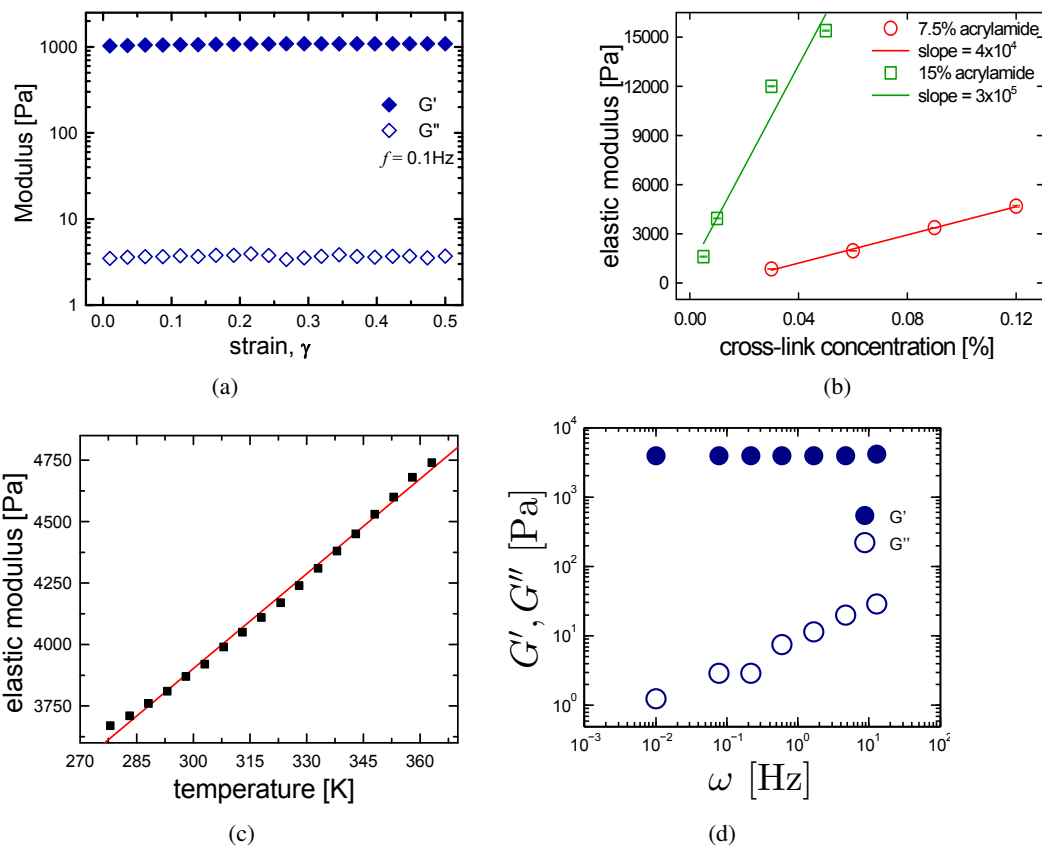 1000
100
10
1
Modulus [Pa]
G'
G"
f = 0.1Hz
0.0 0.1 0.2 0.3 0.4 0.5
strain, γ
(a)
15000
12000
9000
6000
3000
0
elastic modulus [Pa]
7.5% acrylamide
slope = 4x10⁴
15% acrylamide
slope = 3x10⁵
0.00 0.04 0.08 0.12
cross-link concentration [%]
(b)
4750
4500
4250
4000
3750
elastic modulus [Pa]
270 285 300 315 330 345 360
temperature [K]
(c)
10⁴
10³
10²
10¹
10⁰
G′, G″ [Pa]
G'
G''
10⁻³ 10⁻² 10⁻¹ 10⁰ 10¹ 10²
ω [Hz]
(d)